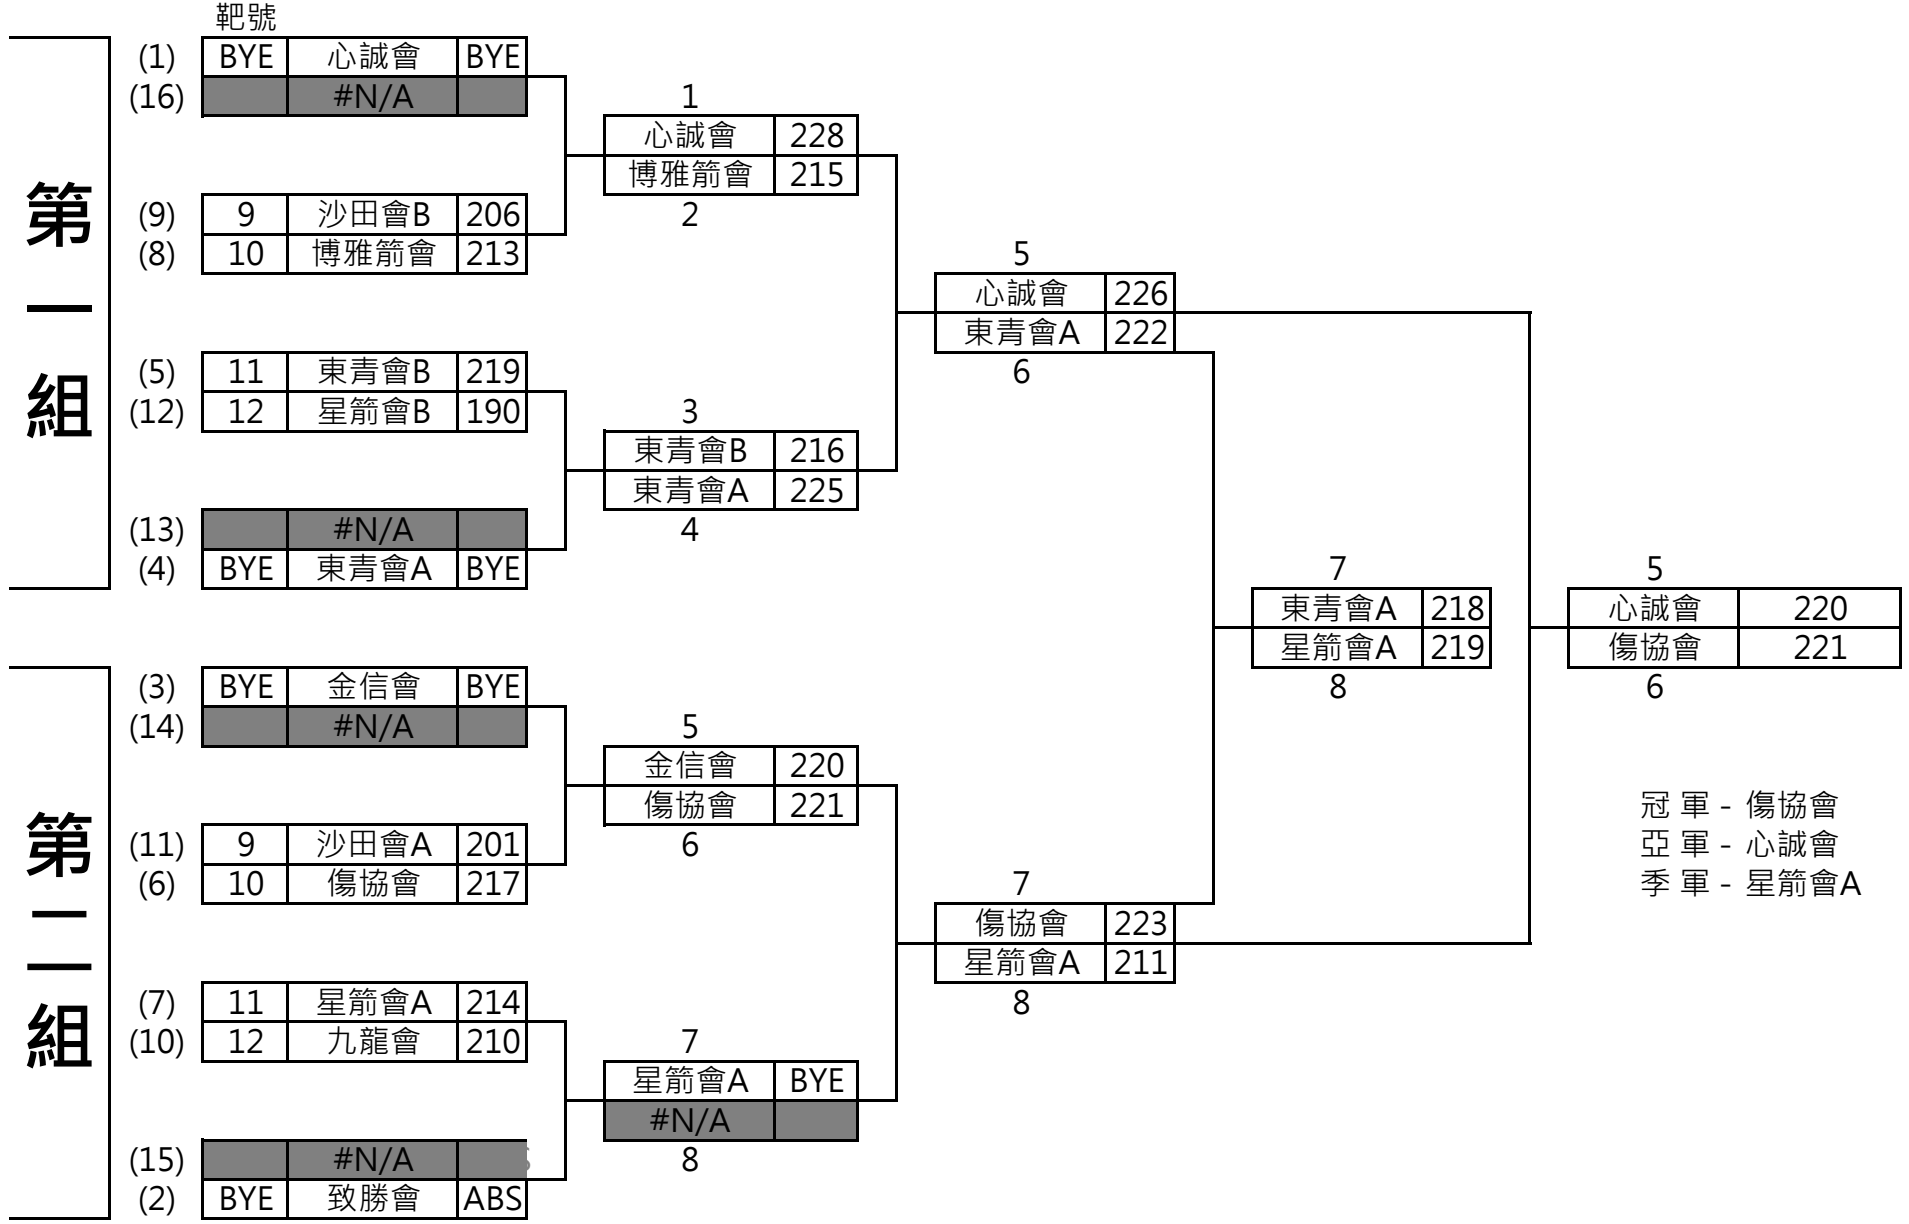 靶號
第一組
(1) BYE 心誠會 BYE
(16) #N/A
(9) 9 沙田會B 206
(8) 10 博雅箭會 213
(5) 11 東青會B 219
(12) 12 星箭會B 190
(13) #N/A
(4) BYE 東青會A BYE
第二組
(3) BYE 金信會 BYE
(14) #N/A
(11) 9 沙田會A 201
(6) 10 傷協會 217
(7) 11 星箭會A 214
(10) 12 九龍會 210
(15) #N/A
(2) BYE 致勝會 ABS
1
心誠會 228
博雅箭會 215
2
3
東青會B 216
東青會A 225
4
5
金信會 220
傷協會 221
6
7
星箭會A BYE
#N/A
8
5
心誠會 226
東青會A 222
6
7
傷協會 223
星箭會A 211
8
7
東青會A 218
星箭會A 219
8
5
心誠會 220
傷協會 221
6
冠 軍 - 傷協會
亞 軍 - 心誠會
季 軍 - 星箭會A